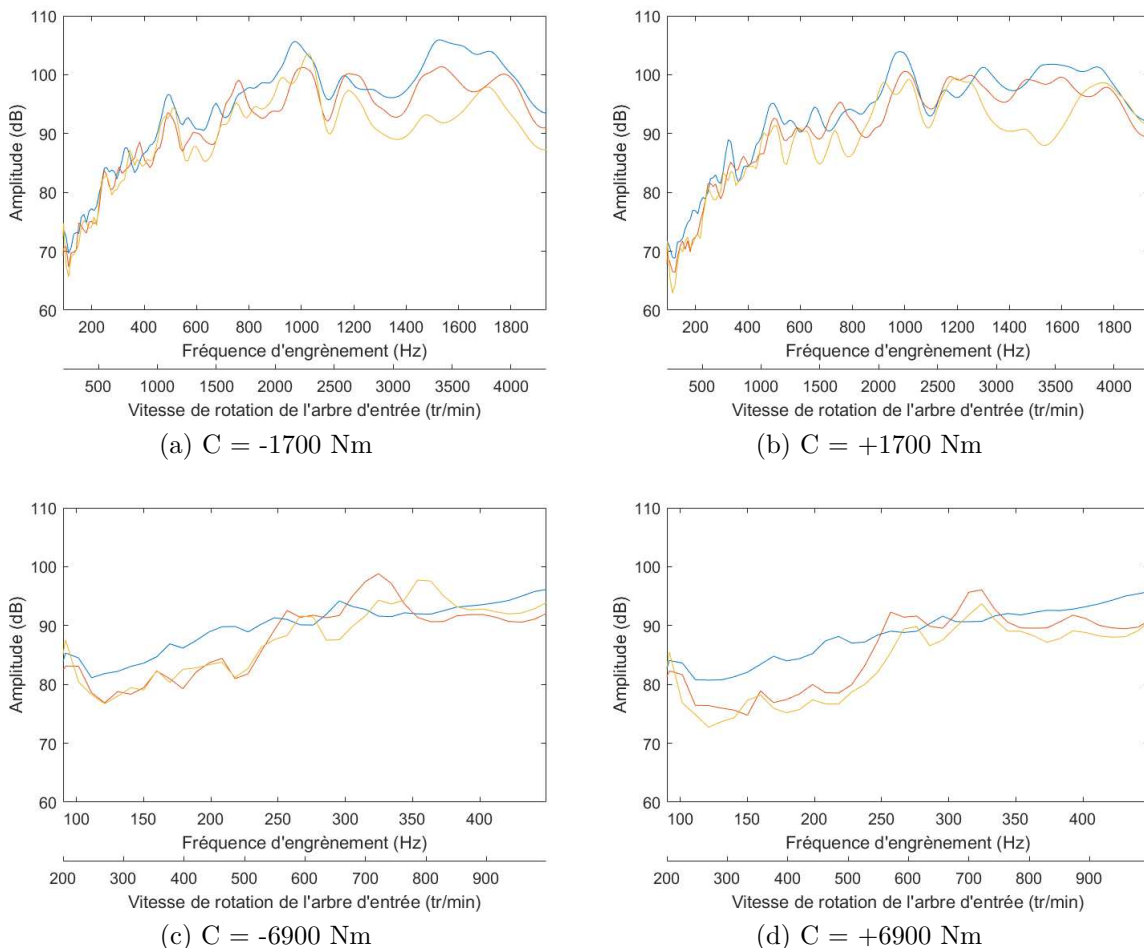 110
100
90
80
70
60
Amplitude (dB)
200 400 600 800 1000 1200 1400 1600 1800
Fréquence d'engrènement (Hz)
500 1000 1500 2000 2500 3000 3500 4000
Vitesse de rotation de l'arbre d'entrée (tr/min)
(a) C = -1700 Nm
110
100
90
80
70
60
Amplitude (dB)
200 400 600 800 1000 1200 1400 1600 1800
Fréquence d'engrènement (Hz)
500 1000 1500 2000 2500 3000 3500 4000
Vitesse de rotation de l'arbre d'entrée (tr/min)
(b) C = +1700 Nm
110
100
90
80
70
60
Amplitude (dB)
100 150 200 250 300 350 400
Fréquence d'engrènement (Hz)
200 300 400 500 600 700 800 900
Vitesse de rotation de l'arbre d'entrée (tr/min)
(c) C = -6900 Nm
110
100
90
80
70
60
Amplitude (dB)
100 150 200 250 300 350 400
Fréquence d'engrènement (Hz)
200 300 400 500 600 700 800 900
Vitesse de rotation de l'arbre d'entrée (tr/min)
(d) C = +6900 Nm